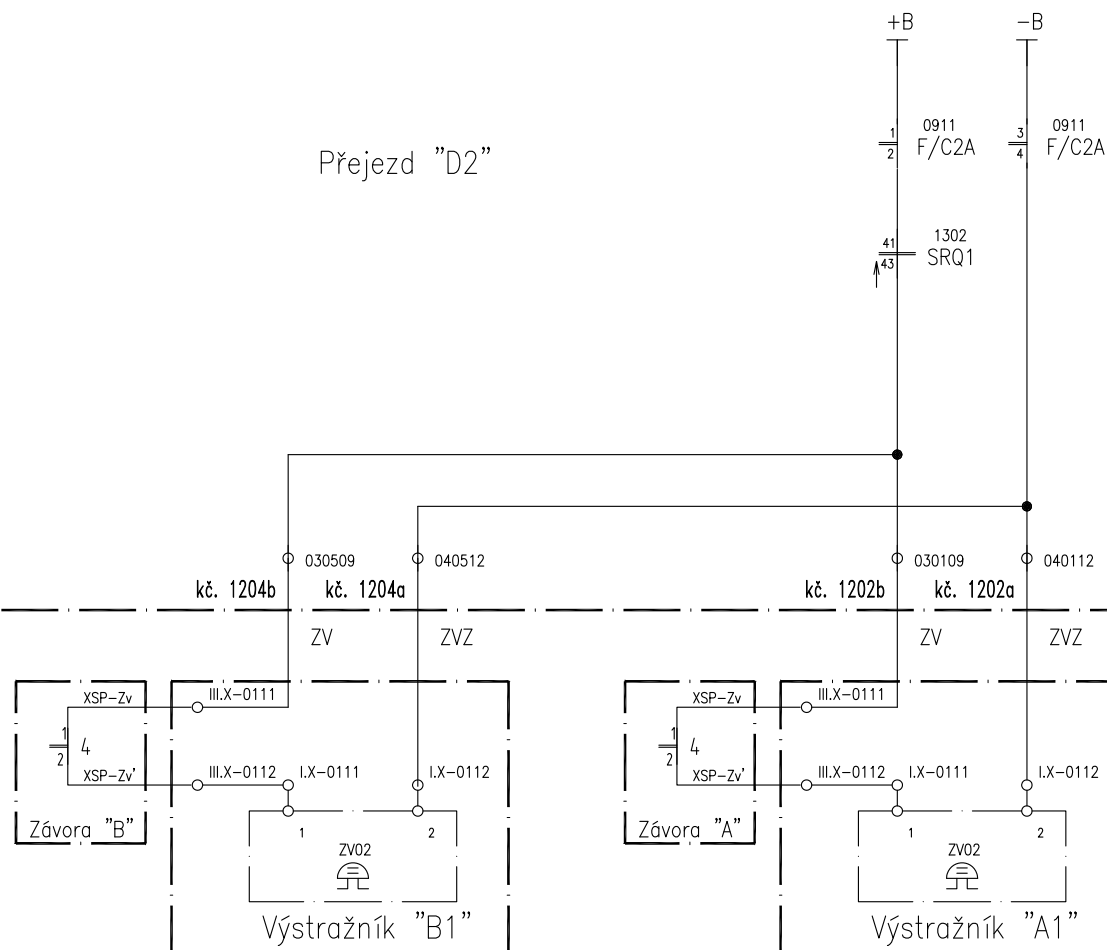 +B
-B
1
2
0911
F/C2A
3
4
0911
F/C2A
Přejezd "D2"
41
43
1302
SRQ1
030509
040512
030109
040112
kč. 1204b
kč. 1204a
kč. 1202b
kč. 1202a
ZV
ZVZ
ZV
ZVZ
XSP-Zv
III.X-0111
XSP-Zv
III.X-0111
1
2
4
1
2
4
XSP-Zv'
III.X-0112
I.X-0111
I.X-0112
XSP-Zv'
III.X-0112
I.X-0111
I.X-0112
Závora "B"
1
2
Závora "A"
1
2
ZV02
ZV02
Výstražník "B1"
Výstražník "A1"